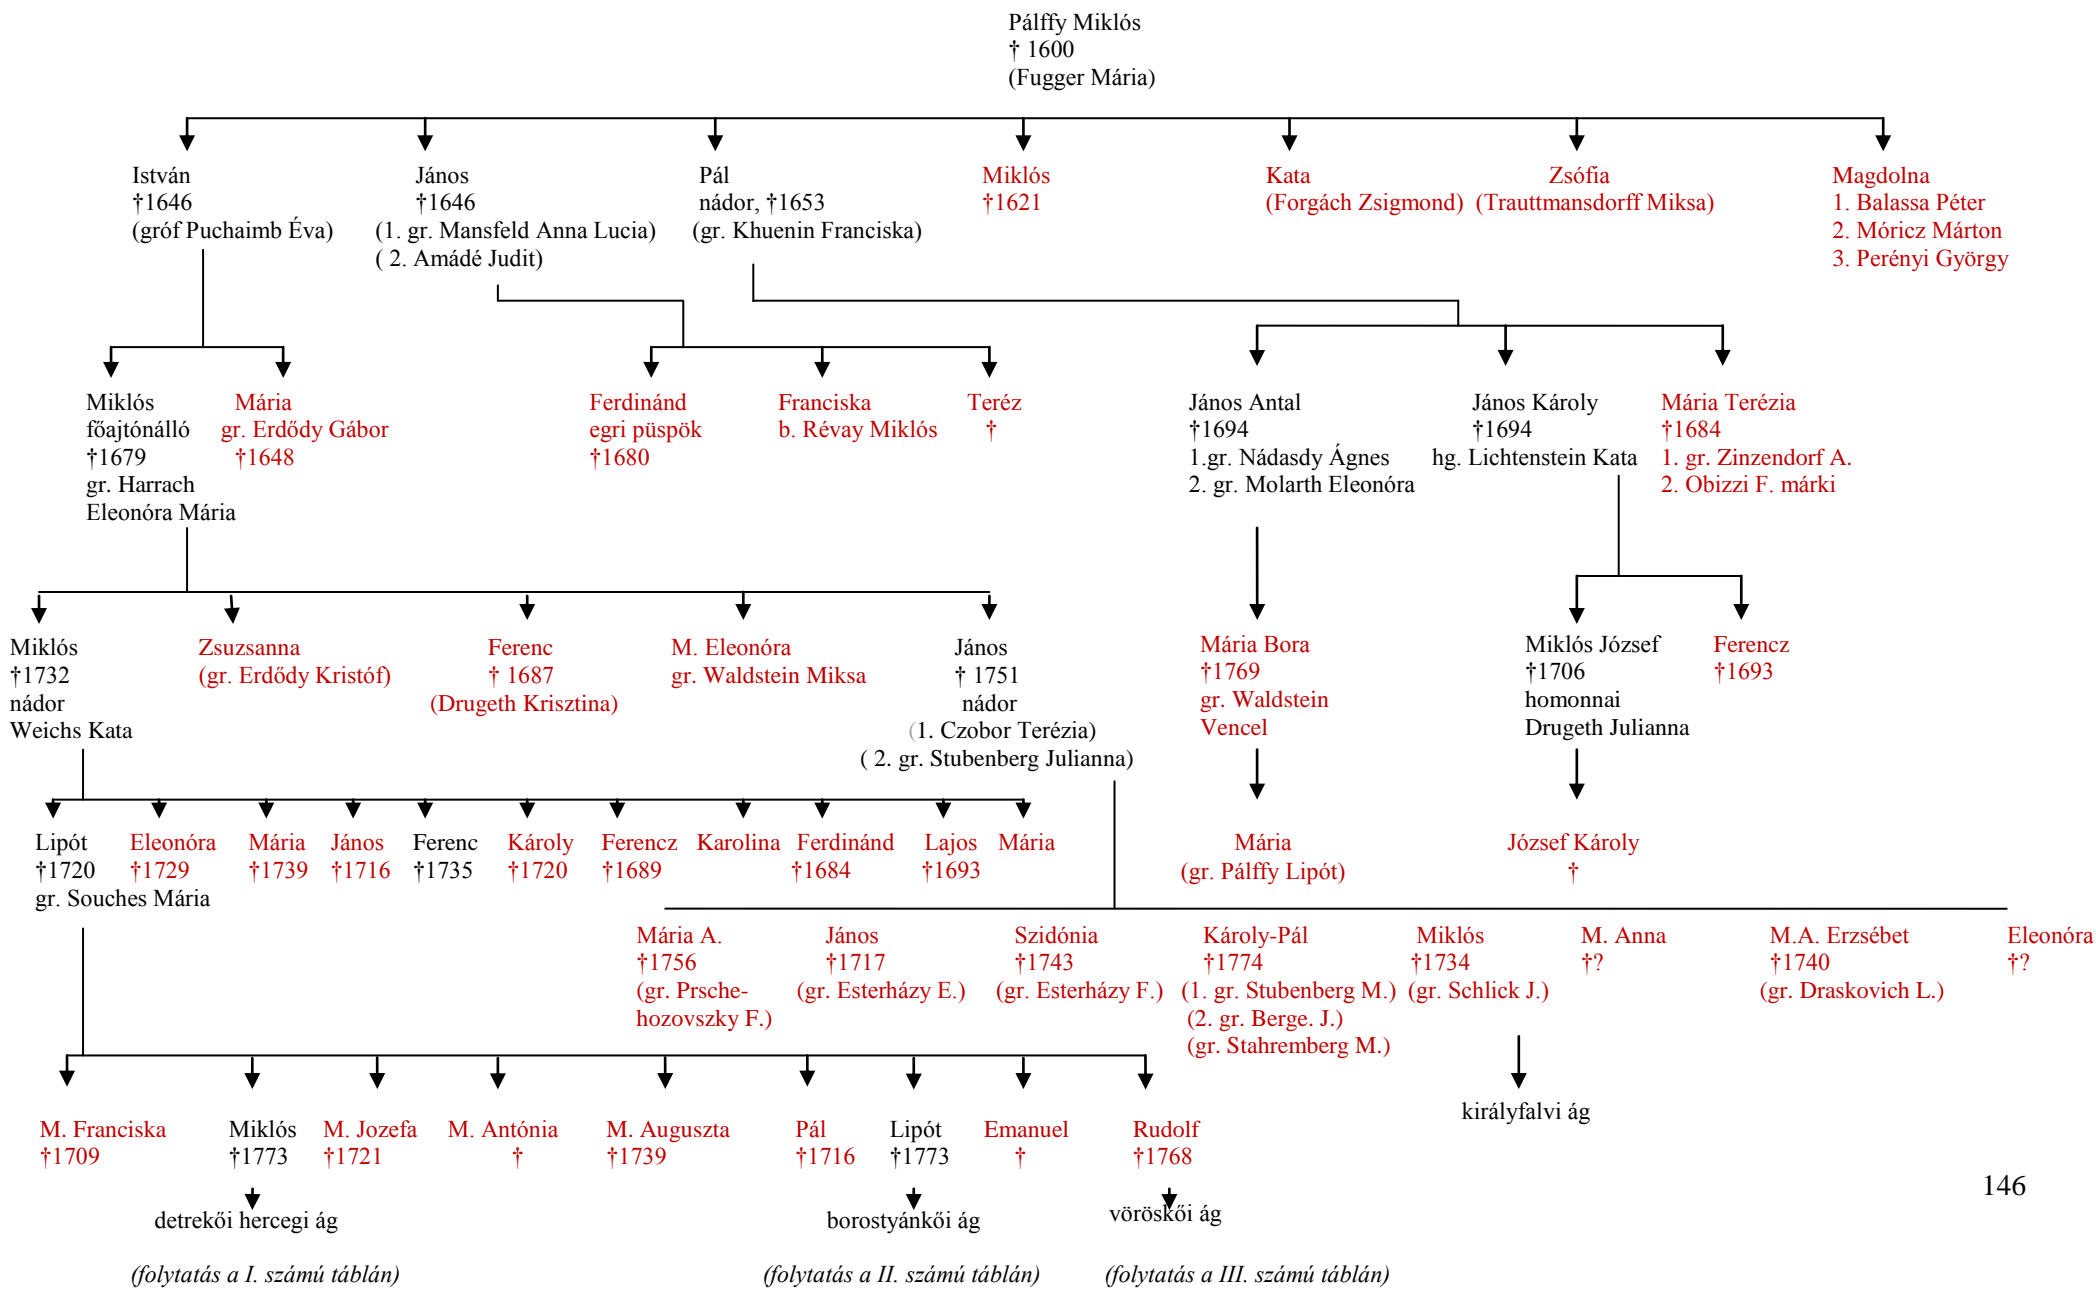 Pálffy Miklós
† 1600
(Fugger Mária)
István
†1646
(gróf Puchaimb Éva)
János
†1646
(1. gr. Mansfeld Anna Lucia)
( 2. Amádé Judit)
Pál
nádor, †1653
(gr. Khuenin Franciska)
Miklós
†1621
Kata
(Forgách Zsigmond)
Zsófia
(Trauttmansdorff Miksa)
Magdolna
1. Balassa Péter
2. Móricz Márton
3. Perényi György
Miklós
főajtónálló
†1679
gr. Harrach
Eleonóra Mária
Mária
gr. Erdődy Gábor
†1648
Ferdinánd
egri püspök
†1680
Franciska
b. Révay Miklós
Teréz
†
János Antal
†1694
1.gr. Nádasdy Ágnes
2. gr. Molarth Eleonóra
János Károly
†1694
hg. Lichtenstein Kata
Mária Terézia
†1684
1. gr. Zinzendorf A.
2. Obizzi F. márki
Miklós
†1732
nádor
Weichs Kata
Zsuzsanna
(gr. Erdődy Kristóf)
Ferenc
† 1687
(Drugeth Krisztina)
M. Eleonóra
gr. Waldstein Miksa
János
† 1751
nádor
(1. Czobor Terézia)
( 2. gr. Stubenberg Julianna)
Mária Bora
†1769
gr. Waldstein
Vencel
Miklós József
†1706
homonnai
Drugeth Julianna
Ferencz
†1693
Lipót
†1720
gr. Souches Mária
Eleonóra
†1729
Mária
†1739
János
†1716
Ferenc
†1735
Károly
†1720
Ferencz
†1689
Karolina
Ferdinánd
†1684
Lajos
†1693
Mária
Mária
(gr. Pálffy Lipót)
József Károly
†
Mária A.
†1756
(gr. Prsche-
hozovszky F.)
János
†1717
(gr. Esterházy E.)
Szidónia
†1743
(gr. Esterházy F.)
Károly-Pál
†1774
(1. gr. Stubenberg M.)
(2. gr. Berge. J.)
(gr. Stahremberg M.)
Miklós
†1734
(gr. Schlick J.)
M. Anna
†?
M.A. Erzsébet
†1740
(gr. Draskovich L.)
Eleonóra
†?
királyfalvi ág
M. Franciska
†1709
Miklós
†1773
M. Jozefa
†1721
M. Antónia
†
M. Auguszta
†1739
Pál
†1716
Lipót
†1773
Emanuel
†
Rudolf
†1768
146
detrekői hercegi ág
borostyánkői ág
vöröskői ág
(folytatás a I. számú táblán)
(folytatás a II. számú táblán)
(folytatás a III. számú táblán)